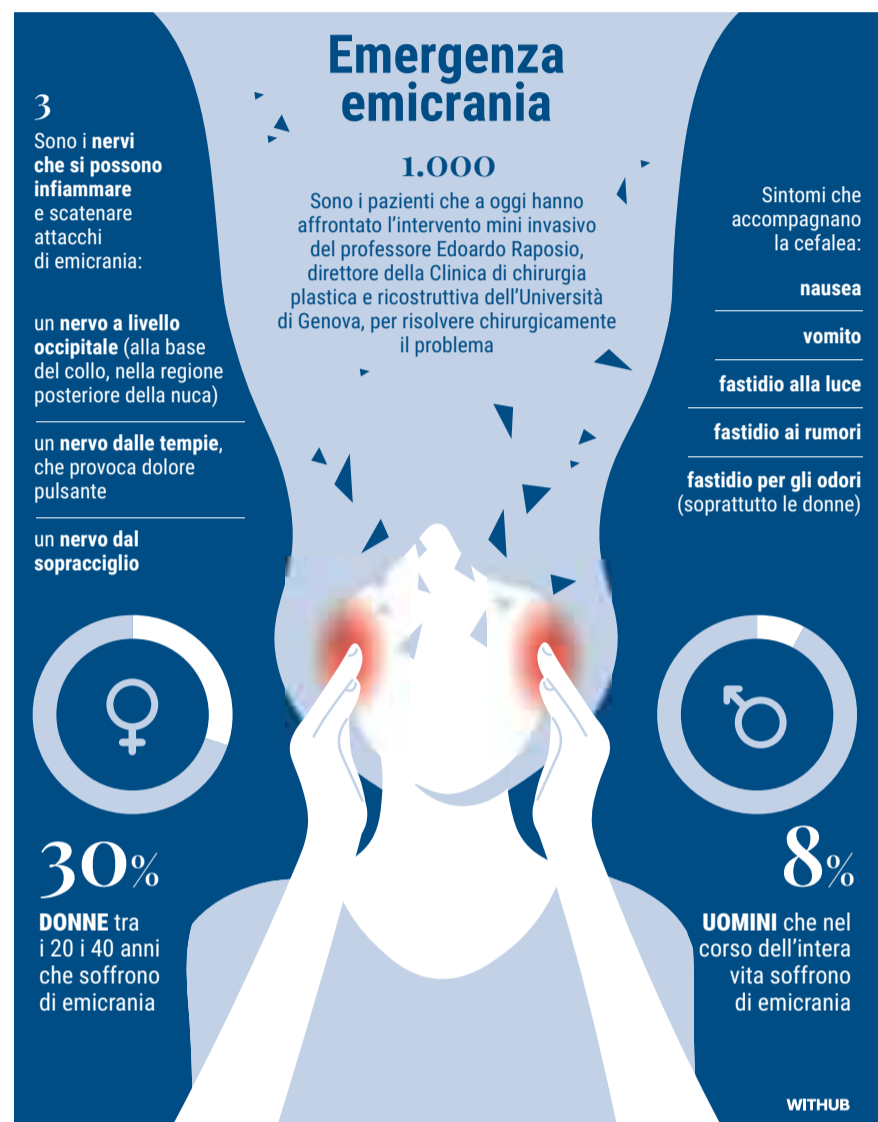 Emergenza
emicrania
3
Sono i nervi
che si possono
infiammare
e scatenare
attacchi
di emicrania:
un nervo a livello
occipitale (alla base
del collo, nella regione
posteriore della nuca)
un nervo dalle tempie,
che provoca dolore
pulsante
un nervo dal
sopracciglio
1.000
Sono i pazienti che a oggi hanno
affrontato l'intervento mini invasivo
del professore Edoardo Raposio,
direttore della Clinica di chirurgia
plastica e ricostruttiva dell'Università
di Genova, per risolvere chirurgicamente
il problema
Sintomi che
accompagnano
la cefalea:
nausea
vomito
fastidio alla luce
fastidio ai rumori
fastidio per gli odori
(soprattutto le donne)
30%
DONNE tra
i 20 i 40 anni
che soffrono
di emicrania
8%
UOMINI che nel
corso dell'intera
vita soffrono
di emicrania
WITHUB